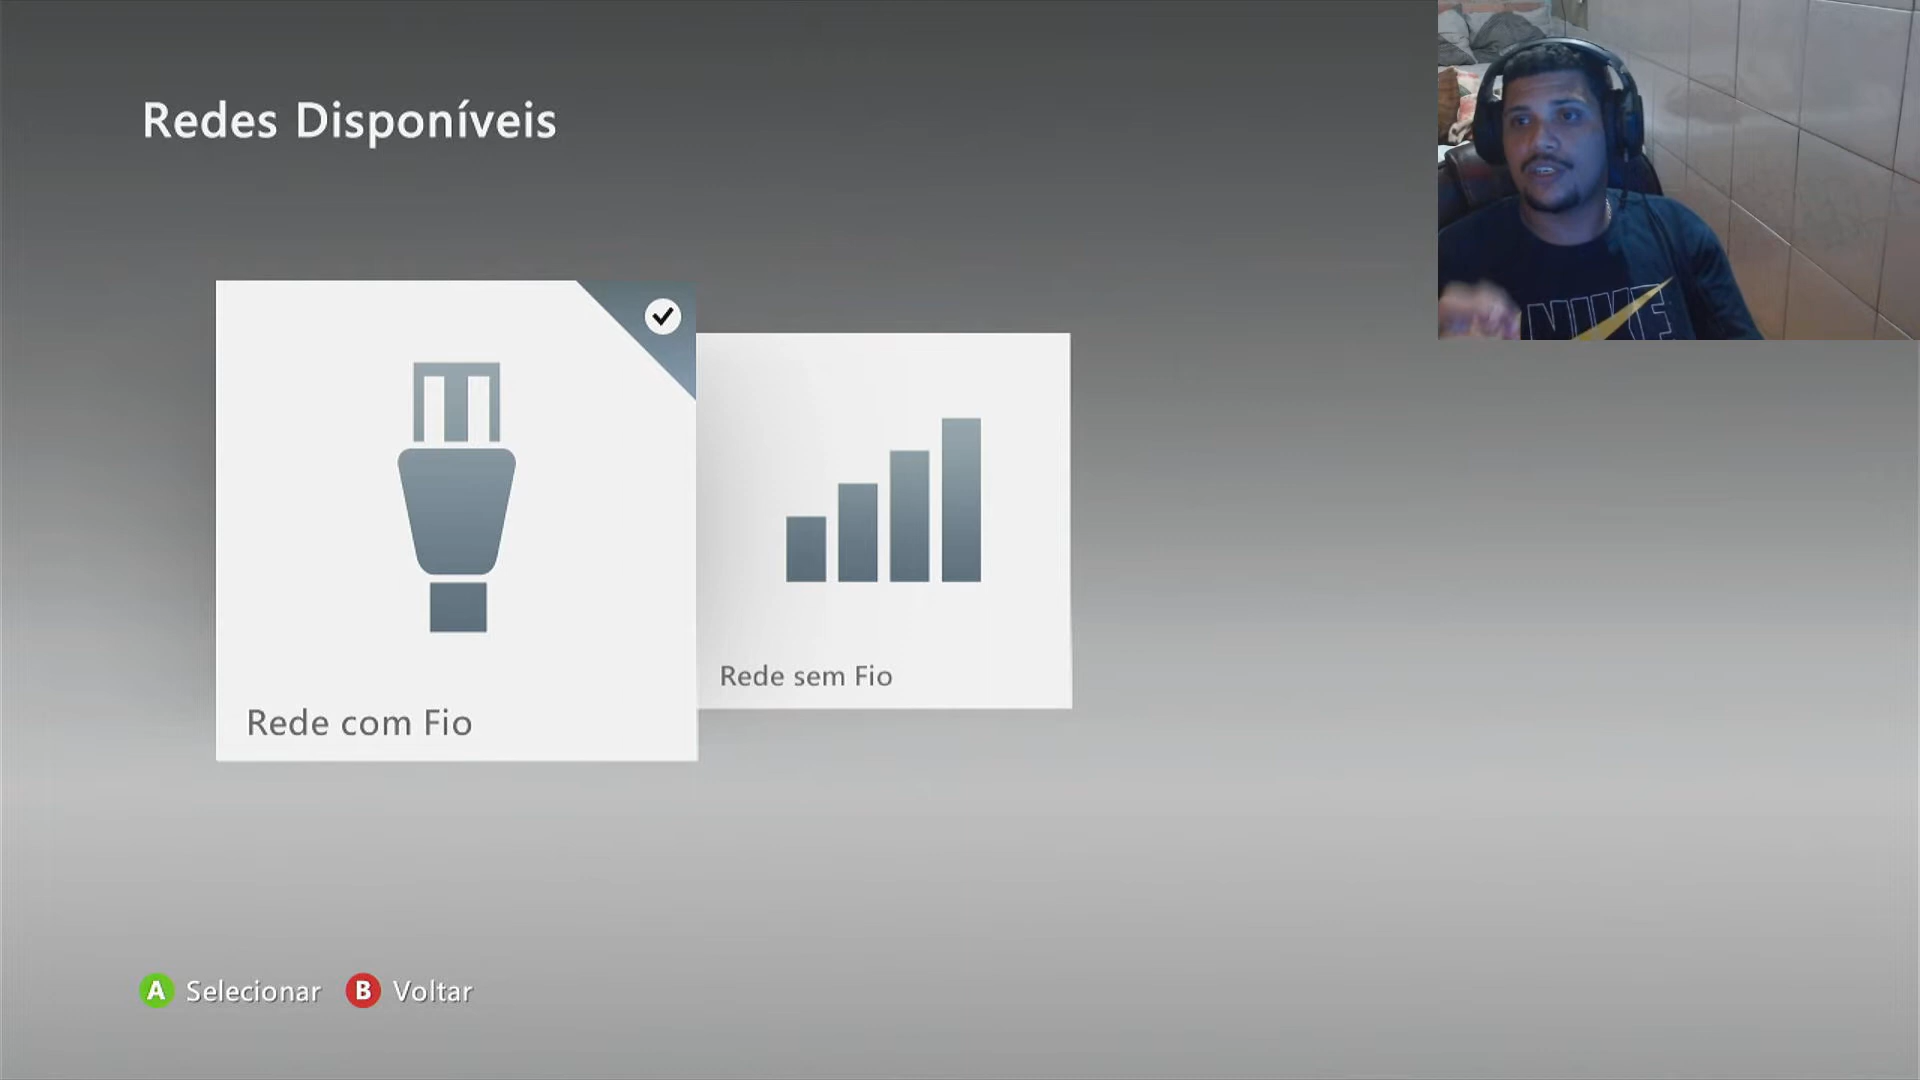 Redes Disponíveis
Rede com Fio
Rede sem Fio
A Selecionar B Voltar
NIKE